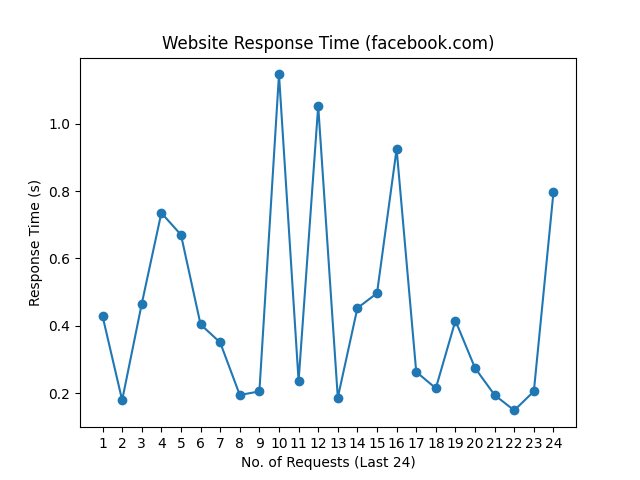 Website Response Time (facebook.com)
Response Time (s)
1.0
0.8
0.6
0.4
0.2
1 2 3 4 5 6 7 8 9 10 11 12 13 14 15 16 17 18 19 20 21 22 23 24
No. of Requests (Last 24)